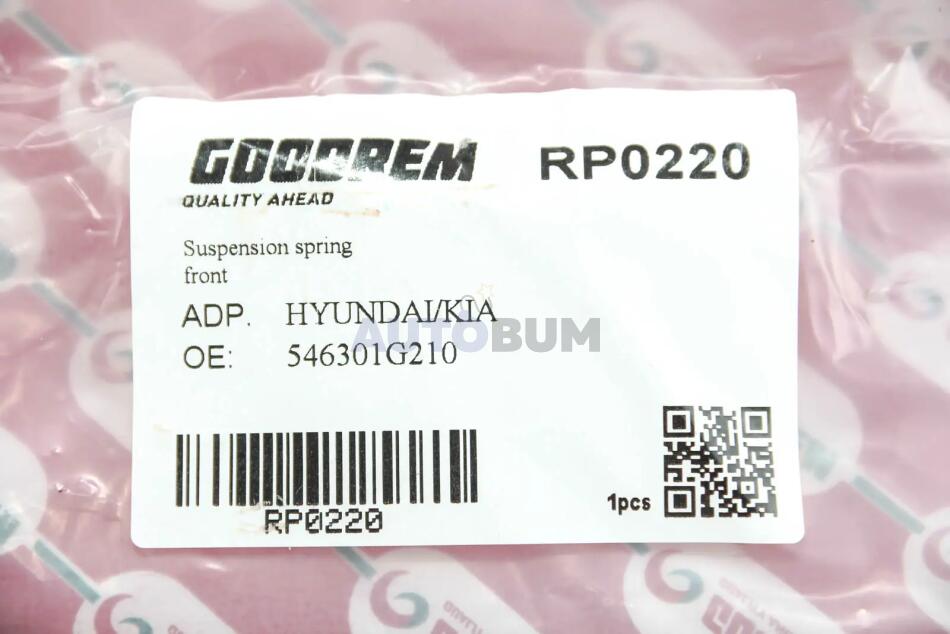 GOODREM RP0220
QUALITY AHEAD
Suspension spring
front
ADP. HYUNDAI/KIA
AUTOBUM
OE: 546301G210
1pcs
RP0220